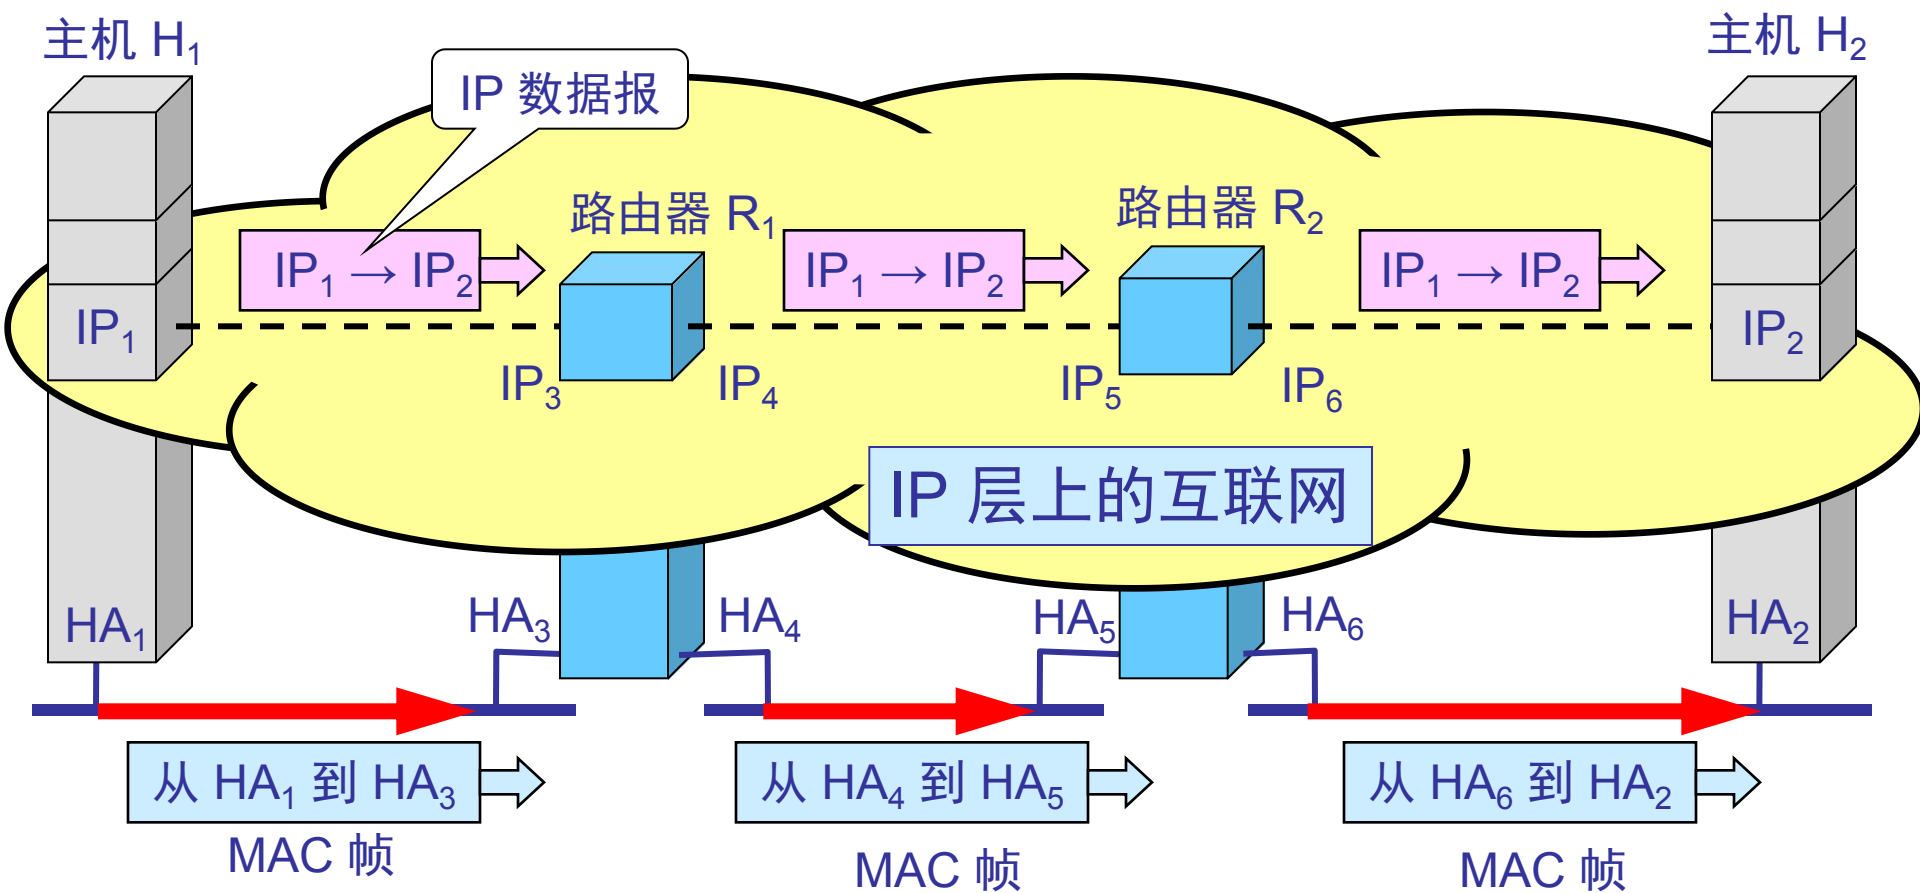 主机 H₁
主机 H₂
IP 数据报
路由器 R₁
路由器 R₂
IP₁ → IP₂
IP₁ → IP₂
IP₁ → IP₂
IP₁
IP₂
IP₃
IP₄
IP₅
IP₆
IP 层上的互联网
HA₁
HA₃
HA₄
HA₅
HA₆
HA₂
从 HA₁ 到 HA₃
从 HA₄ 到 HA₅
从 HA₆ 到 HA₂
MAC 帧
MAC 帧
MAC 帧